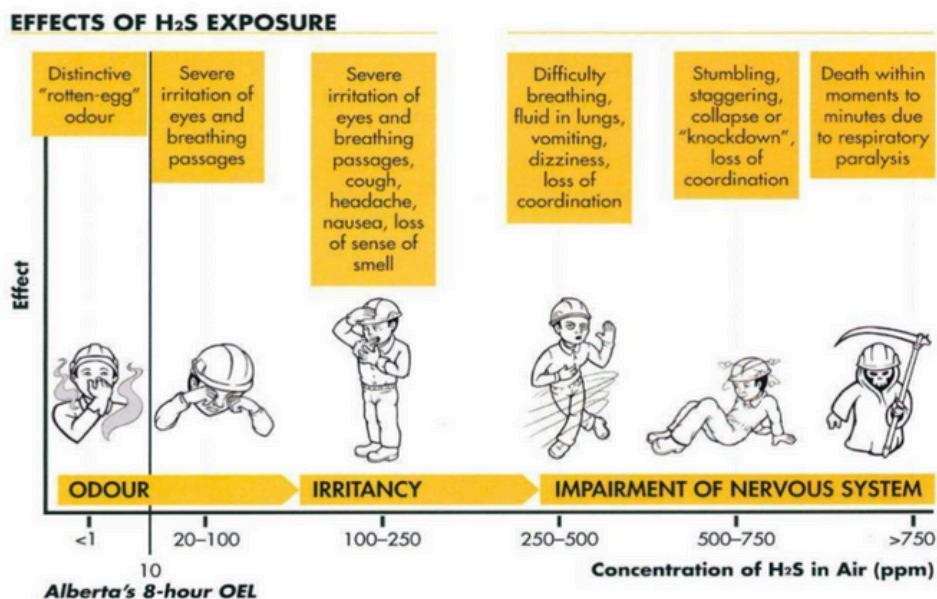 EFFECTS OF H₂S EXPOSURE
Distinctive
"rotten-egg"
odour
Severe
irritation of
eyes and
breathing
passages
Severe
irritation of
eyes and
breathing
passages,
cough,
headache,
nausea, loss
of sense of
smell
Difficulty
breathing,
fluid in lungs,
vomiting,
dizziness,
loss of
coordination
Stumbling,
staggering,
collapse or
"knockdown",
loss of
coordination
Death within
moments to
minutes due
to respiratory
paralysis
Effect
ODOUR
IRRITANCY
IMPAIRMENT OF NERVOUS SYSTEM
<1
20–100
100–250
250–500
500–750
>750
10
Alberta's 8-hour OEL
Concentration of H₂S in Air (ppm)